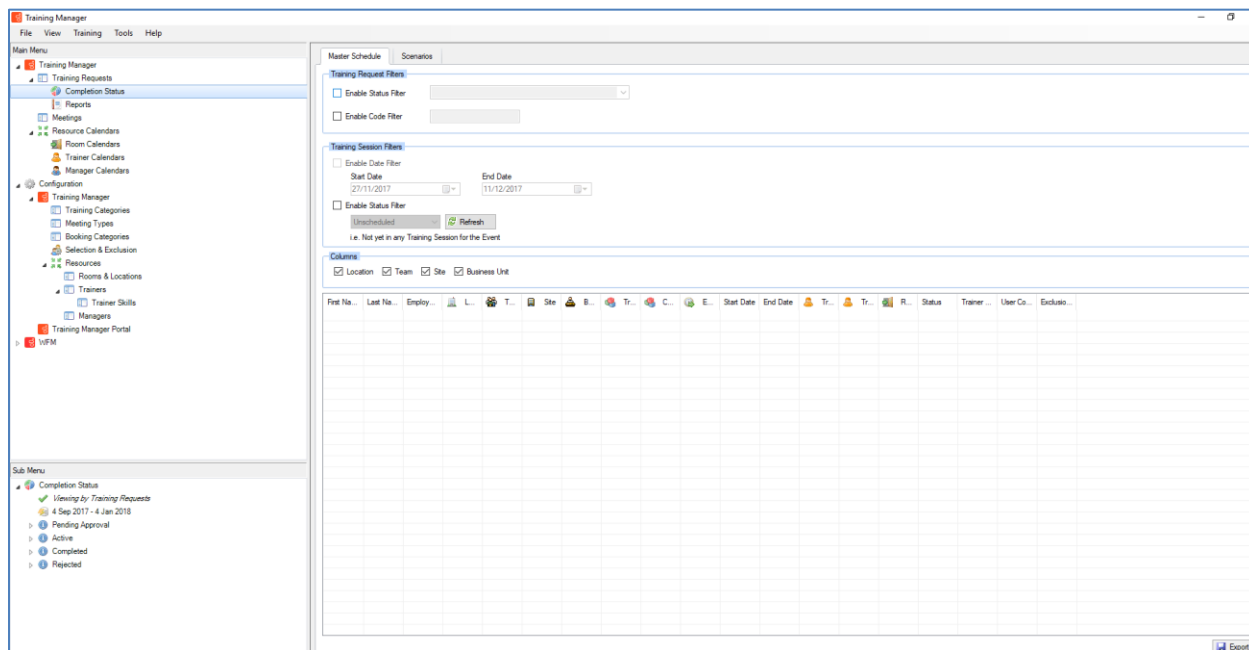 Training Manager
File View Training Tools Help
Main Menu
Training Manager
Training Requests
Completion Status
Reports
Meetings
Resource Calendars
Room Calendars
Trainer Calendars
Manager Calendars
Configuration
Training Manager
Training Categories
Meeting Types
Booking Categories
Selection & Exclusion
Resources
Rooms & Locations
Trainers
Trainer Skills
Managers
Training Manager Portal
WFM
Sub Menu
Completion Status
Viewing by Training Requests
4 Sep 2017 - 4 Jan 2018
Pending Approval
Active
Completed
Rejected
Master Schedule Scenarios
Training Request Filters
Enable Status Filter
Enable Code Filter
Training Session Filters
Enable Date Filter
Start Date End Date
27/11/2017 11/12/2017
Enable Status Filter
Unscheduled Refresh
i.e. Not yet in any Training Session for the Event
Columns
Location Team Site Business Unit
First Na... Last Na... Employ... L... T... Site B... Tr... C... E... Start Date End Date Tr... Tr... R... Status Trainer ... User Co... Exclusio...
Export